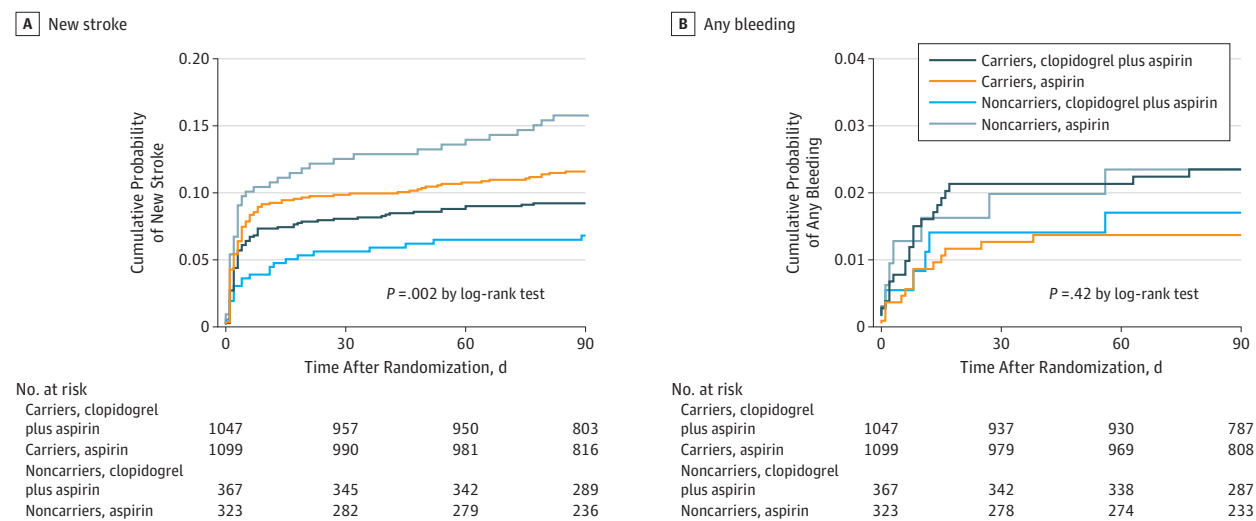 A New stroke
0.20
0.15
0.10
0.05
0
Cumulative Probability
of New Stroke
P =.002 by log-rank test
0 30 60 90
Time After Randomization, d
No. at risk
Carriers, clopidogrel
plus aspirin 1047 957 950 803
Carriers, aspirin 1099 990 981 816
Noncarriers, clopidogrel
plus aspirin 367 345 342 289
Noncarriers, aspirin 323 282 279 236
B Any bleeding
0.04
0.03
0.02
0.01
0
Cumulative Probability
of Any Bleeding
Carriers, clopidogrel plus aspirin
Carriers, aspirin
Noncarriers, clopidogrel plus aspirin
Noncarriers, aspirin
P =.42 by log-rank test
0 30 60 90
Time After Randomization, d
No. at risk
Carriers, clopidogrel
plus aspirin 1047 937 930 787
Carriers, aspirin 1099 979 969 808
Noncarriers, clopidogrel
plus aspirin 367 342 338 287
Noncarriers, aspirin 323 278 274 233